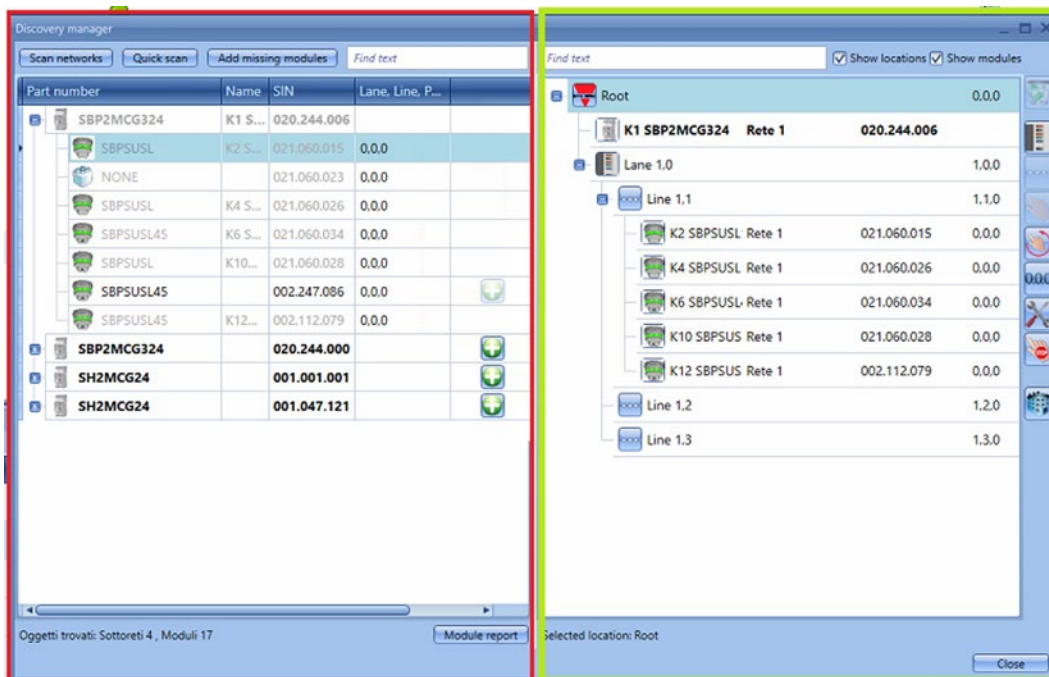 Discovery manager
Scan networks Quick scan Add missing modules Find text
Part number Name SIN Lane, Line, P...
SBP2MCG324 K1 S... 020.244.006
SBPSUSL K2 S... 021.060.015 0,0,0
NONE 021.060.023 0,0,0
SBPSUSL K4 S... 021.060.026 0,0,0
SBPSUSL45 K6 S... 021.060.034 0,0,0
SBPSUSL K10... 021.060.028 0,0,0
SBPSUSL45 002.247.086 0,0,0
SBPSUSL45 K12... 002.112.079 0,0,0
SBP2MCG324 020.244.000
SH2MCG24 001.001.001
SH2MCG24 001.047.121
Oggetti trovati: Sottoreti 4 , Moduli 17 Module report
Find text Show locations Show modules
Root 0,0,0
K1 SBP2MCG324 Rete 1 020.244.006
Lane 1.0 1,0,0
Line 1,1 1,1,0
K2 SBPSUSL Rete 1 021.060.015 0,0,0
K4 SBPSUSL Rete 1 021.060.026 0,0,0
K6 SBPSUSL Rete 1 021.060.034 0,0,0
K10 SBPSUS Rete 1 021.060.028 0,0,0
K12 SBPSUS Rete 1 002.112.079 0,0,0
Line 1,2 1,2,0
Line 1,3 1,3,0
0.0.0
STOP
Selected location: Root
Close